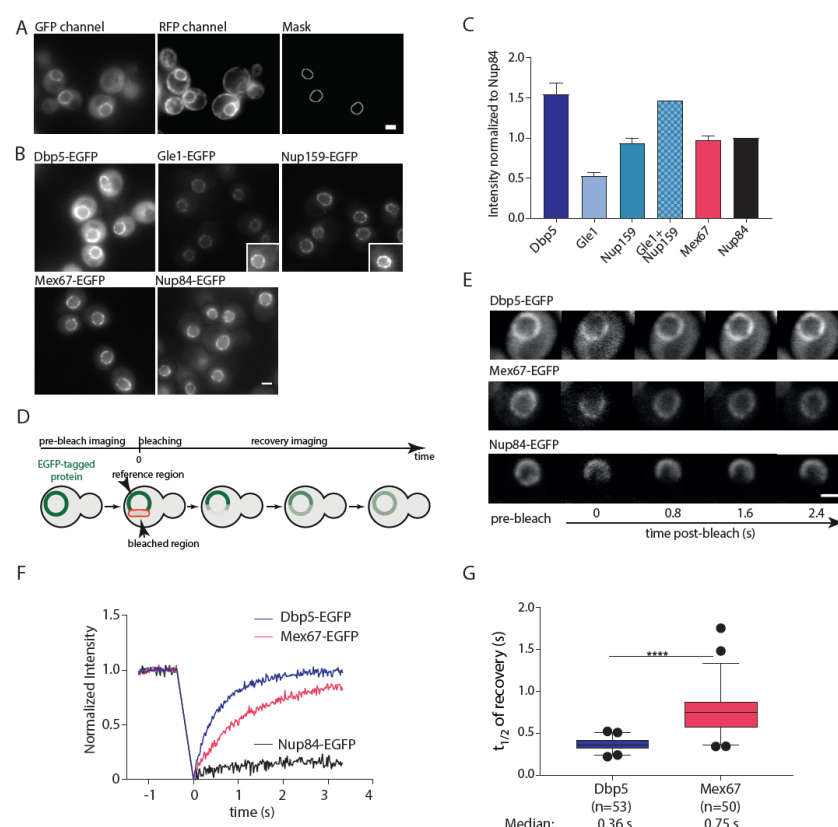 A
GFP channel RFP channel Mask
B
Dbp5-EGFP Gle1-EGFP Nup159-EGFP
Mex67-EGFP Nup84-EGFP
C
Intensity normalized to Nup84
2.0
1.5
1.0
0.5
0.0
Dbp5 Gle1 Nup159 Gle1+ Nup159 Mex67 Nup84
D
pre-bleach imaging bleaching recovery imaging
0 time
EGFP-tagged
protein
reference region
bleached region
E
Dbp5-EGFP
Mex67-EGFP
Nup84-EGFP
pre-bleach 0 0.8 1.6 2.4
time post-bleach (s)
F
Normalized Intensity
1.5
1.0
0.5
0
Dbp5-EGFP
Mex67-EGFP
Nup84-EGFP
-1 0 1 2 3 4
time (s)
G
t1/2 of recovery (s)
2.0
1.5
1.0
0.5
0.0
****
Dbp5 Mex67
(n=53) (n=50)
Median: 0.36 s 0.75 s